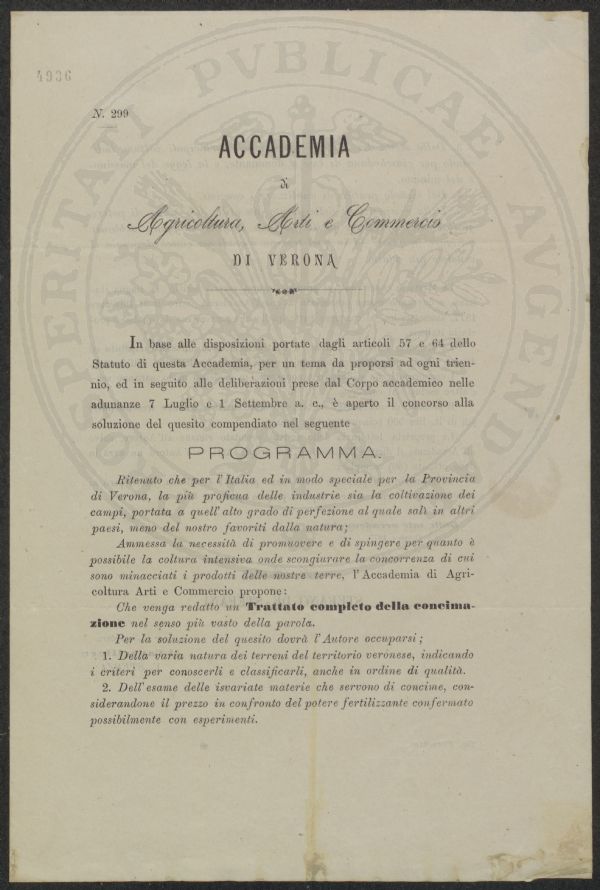 4936
N. 299
ACCADEMIA
di
Agricoltura, Arti e Commercio
DI VERONA
In base alle disposizioni portate dagli articoli 57 e 64 dello
Statuto di questa Accademia, per un tema da proporsi ad ogni trien-
nio, ed in seguito alle deliberazioni prese dal Corpo accademico nelle
adunanze 7 Luglio e 1 Settembre a. c., è aperto il concorso alla
soluzione del quesito compendiato nel seguente
PROGRAMMA.
Ritenuto che per l'Italia ed in modo speciale per la Provincia
di Verona, la più proficua delle industrie sia la coltivazione dei
campi, portata a quell'alto grado di perfezione al quale salì in altri
paesi, meno del nostro favoriti dalla natura;
Ammessa la necessità di promuovere e di spingere per quanto è
possibile la coltura intensiva onde scongiurare la concorrenza di cui
sono minacciati i prodotti delle nostre terre, l'Accademia di Agri-
coltura Arti e Commercio propone:
Che venga redatto un Trattato completo della concima-
zione nel senso più vasto della parola.
Per la soluzione del quesito dovrà l'Autore occuparsi;
1. Della varia natura dei terreni del territorio veronese, indicando
i criteri per conoscerli e classificarli, anche in ordine di qualità.
2. Dell'esame delle isvariate materie che servono di concime, con-
siderandone il prezzo in confronto del potere fertilizzante confermato
possibilmente con esperimenti.
PVBLICAE AVGENDAE
PROSPERITATI